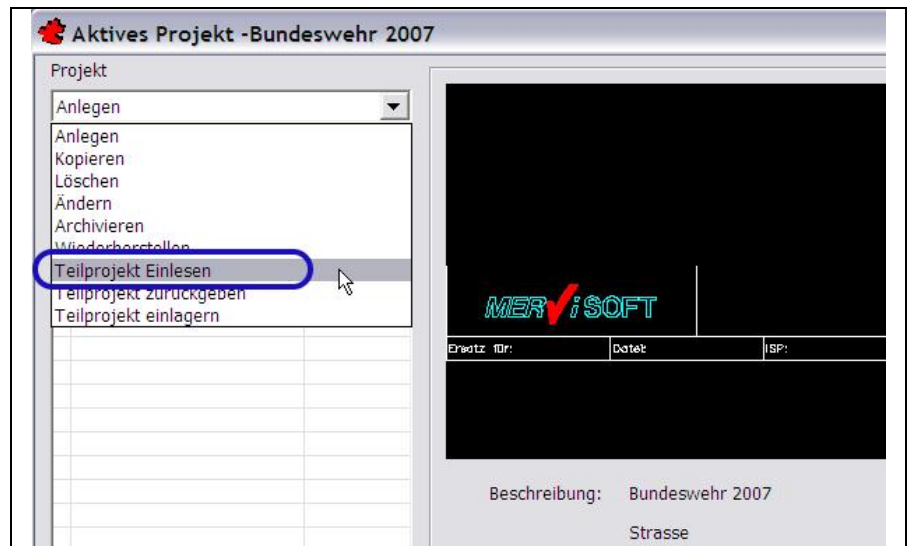 Aktives Projekt -Bundeswehr 2007
Projekt
Anlegen
Anlegen
Kopieren
Löschen
Ändern
Archivieren
Wiederherstellen
Teilprojekt Einlesen
Teilprojekt zurückgeben
Teilprojekt einlagern
MERViSOFT
Ersatz für:
Datei:
ISP:
Beschreibung:
Bundeswehr 2007
Strasse